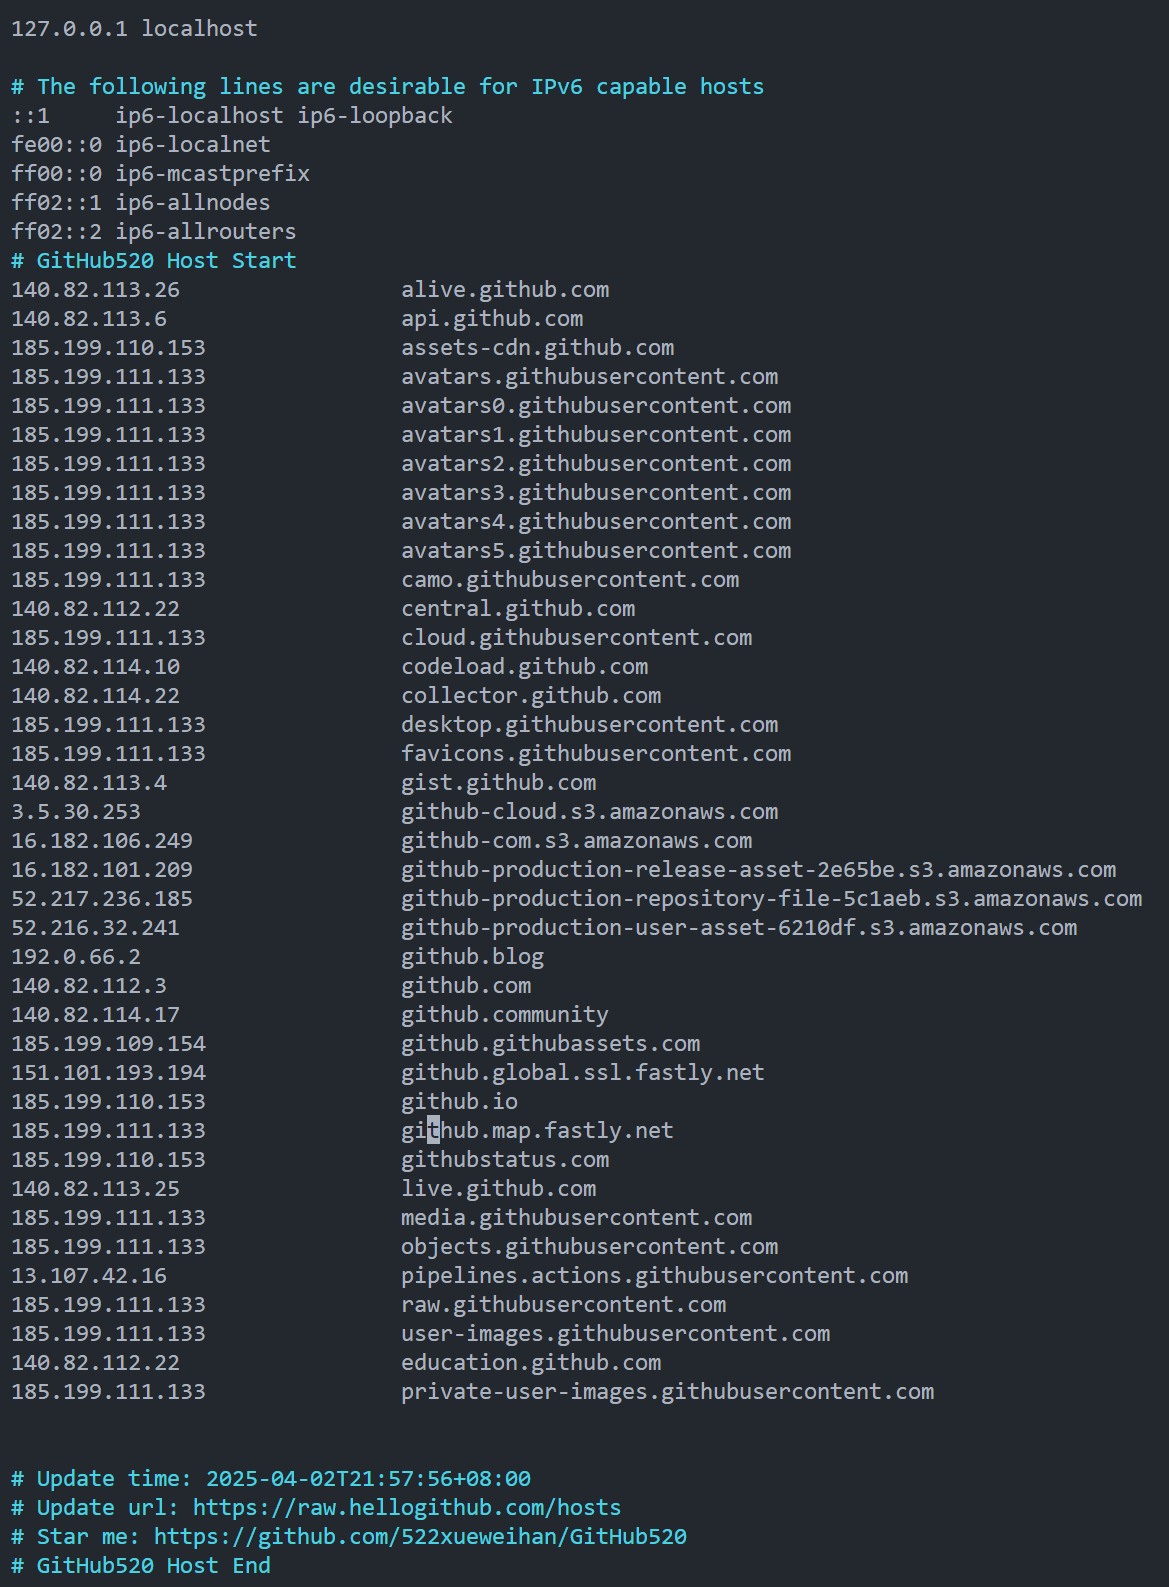 127.0.0.1 localhost
# The following lines are desirable for IPv6 capable hosts
::1     ip6-localhost ip6-loopback
fe00::0 ip6-localnet
ff00::0 ip6-mcastprefix
ff02::1 ip6-allnodes
ff02::2 ip6-allrouters
# GitHub520 Host Start
140.82.113.26                 alive.github.com
140.82.113.6                  api.github.com
185.199.110.153               assets-cdn.github.com
185.199.111.133               avatars.githubusercontent.com
185.199.111.133               avatars0.githubusercontent.com
185.199.111.133               avatars1.githubusercontent.com
185.199.111.133               avatars2.githubusercontent.com
185.199.111.133               avatars3.githubusercontent.com
185.199.111.133               avatars4.githubusercontent.com
185.199.111.133               avatars5.githubusercontent.com
185.199.111.133               camo.githubusercontent.com
140.82.112.22                 central.github.com
185.199.111.133               cloud.githubusercontent.com
140.82.114.10                 codeload.github.com
140.82.114.22                 collector.github.com
185.199.111.133               desktop.githubusercontent.com
185.199.111.133               favicons.githubusercontent.com
140.82.113.4                  gist.github.com
3.5.30.253                    github-cloud.s3.amazonaws.com
16.182.106.249                github-com.s3.amazonaws.com
16.182.101.209                github-production-release-asset-2e65be.s3.amazonaws.com
52.217.236.185                github-production-repository-file-5c1aeb.s3.amazonaws.com
52.216.32.241                 github-production-user-asset-6210df.s3.amazonaws.com
192.0.66.2                    github.blog
140.82.112.3                  github.com
140.82.114.17                 github.community
185.199.109.154               github.githubassets.com
151.101.193.194               github.global.ssl.fastly.net
185.199.110.153               github.io
185.199.111.133               github.map.fastly.net
185.199.110.153               githubstatus.com
140.82.113.25                 live.github.com
185.199.111.133               media.githubusercontent.com
185.199.111.133               objects.githubusercontent.com
13.107.42.16                  pipelines.actions.githubusercontent.com
185.199.111.133               raw.githubusercontent.com
185.199.111.133               user-images.githubusercontent.com
140.82.112.22                 education.github.com
185.199.111.133               private-user-images.githubusercontent.com
# Update time: 2025-04-02T21:57:56+08:00
# Update url: https://raw.hellogithub.com/hosts
# Star me: https://github.com/522xueweihan/GitHub520
# GitHub520 Host End